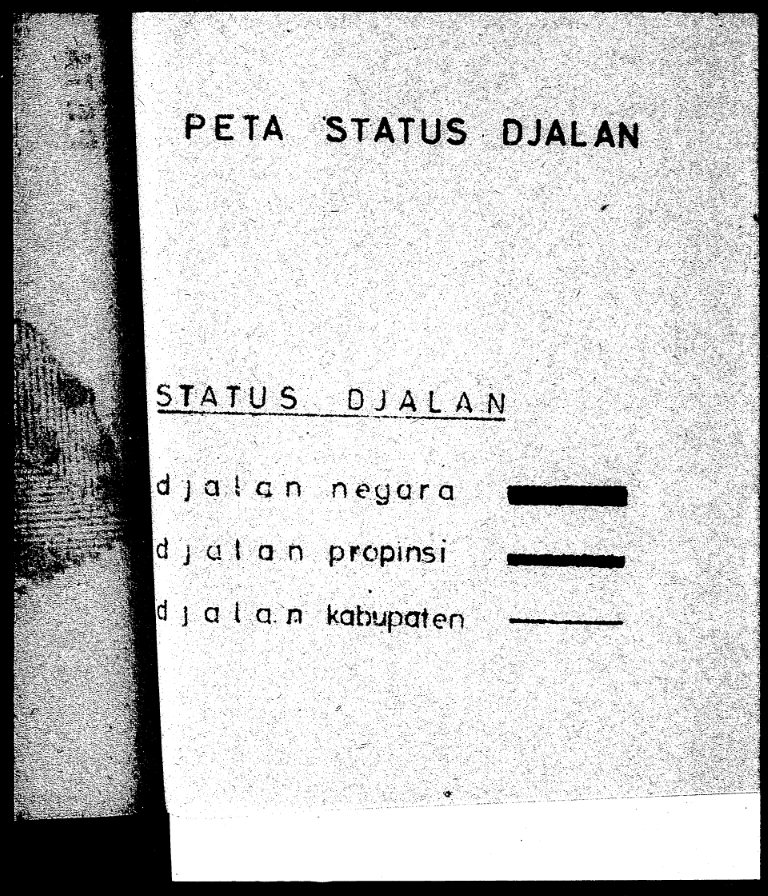 PETA STATUS DJALAN
STATUS DJALAN
djalan negara
djalan propinsi
djalan kabupaten